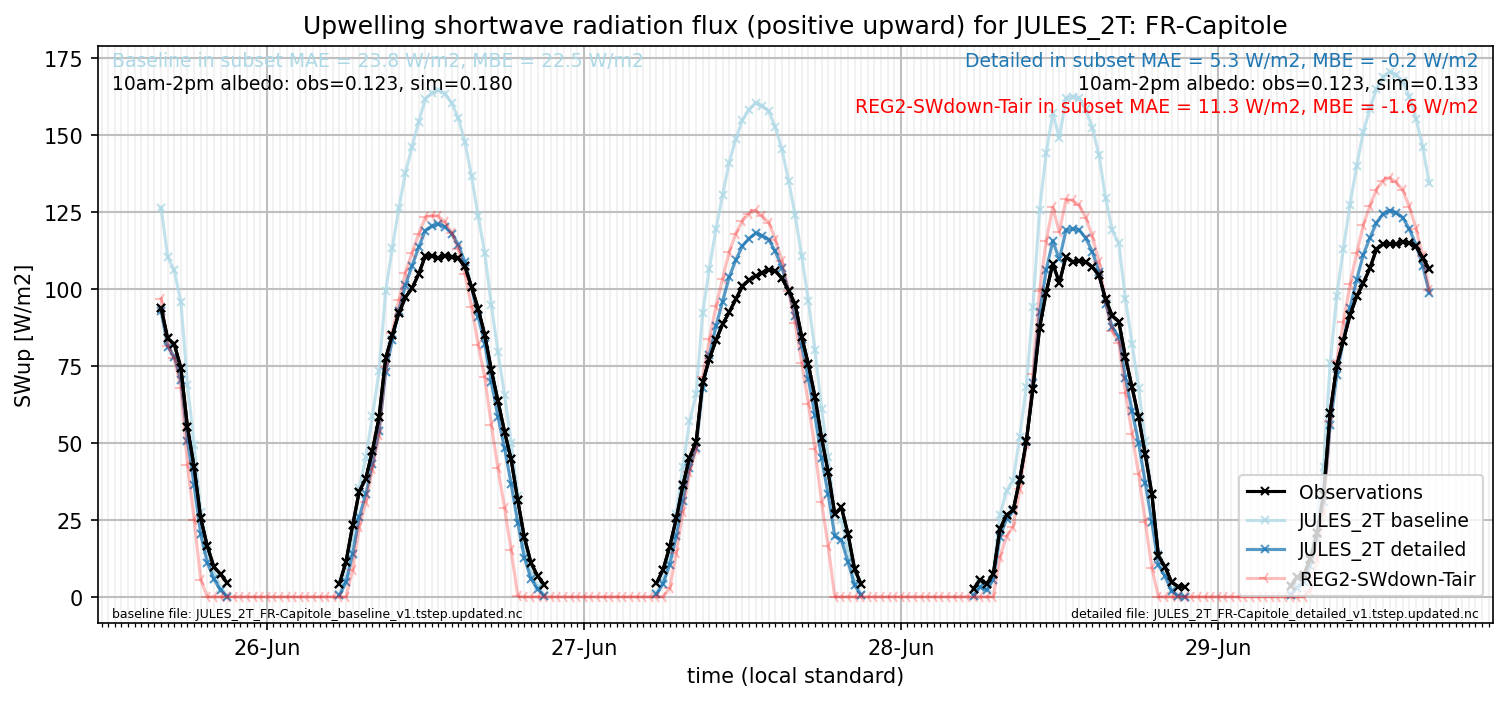 Upwelling shortwave radiation flux (positive upward) for JULES_2T: FR-Capitole
Baseline in subset MAE = 23.8 W/m2, MBE = 22.5 W/m2
10am-2pm albedo: obs=0.123, sim=0.180
Detailed in subset MAE = 5.3 W/m2, MBE = -0.2 W/m2
10am-2pm albedo: obs=0.123, sim=0.133
REG2-SWdown-Tair in subset MAE = 11.3 W/m2, MBE = -1.6 W/m2
175
150
125
100
75
50
25
0
SWup [W/m2]
Observations
JULES_2T baseline
JULES_2T detailed
REG2-SWdown-Tair
baseline file: JULES_2T_FR-Capitole_baseline_v1.tstep.updated.nc
detailed file: JULES_2T_FR-Capitole_detailed_v1.tstep.updated.nc
26-Jun
27-Jun
28-Jun
29-Jun
time (local standard)